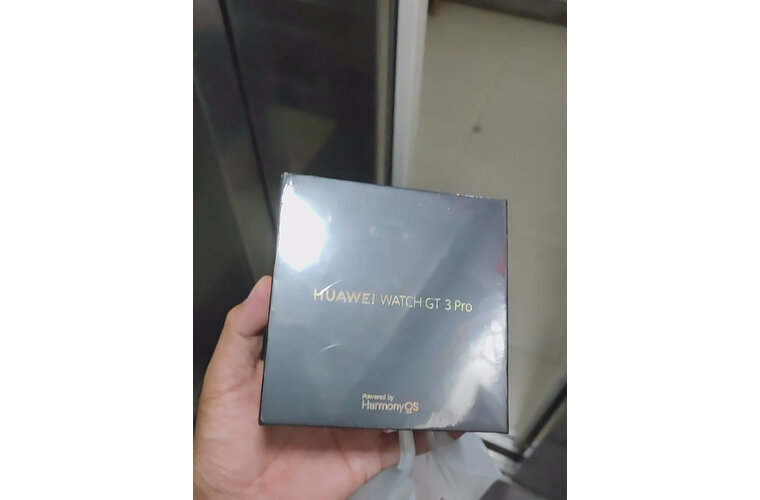 HUAWEI WATCH GT 3 Pro
Powered by
HarmonyOS